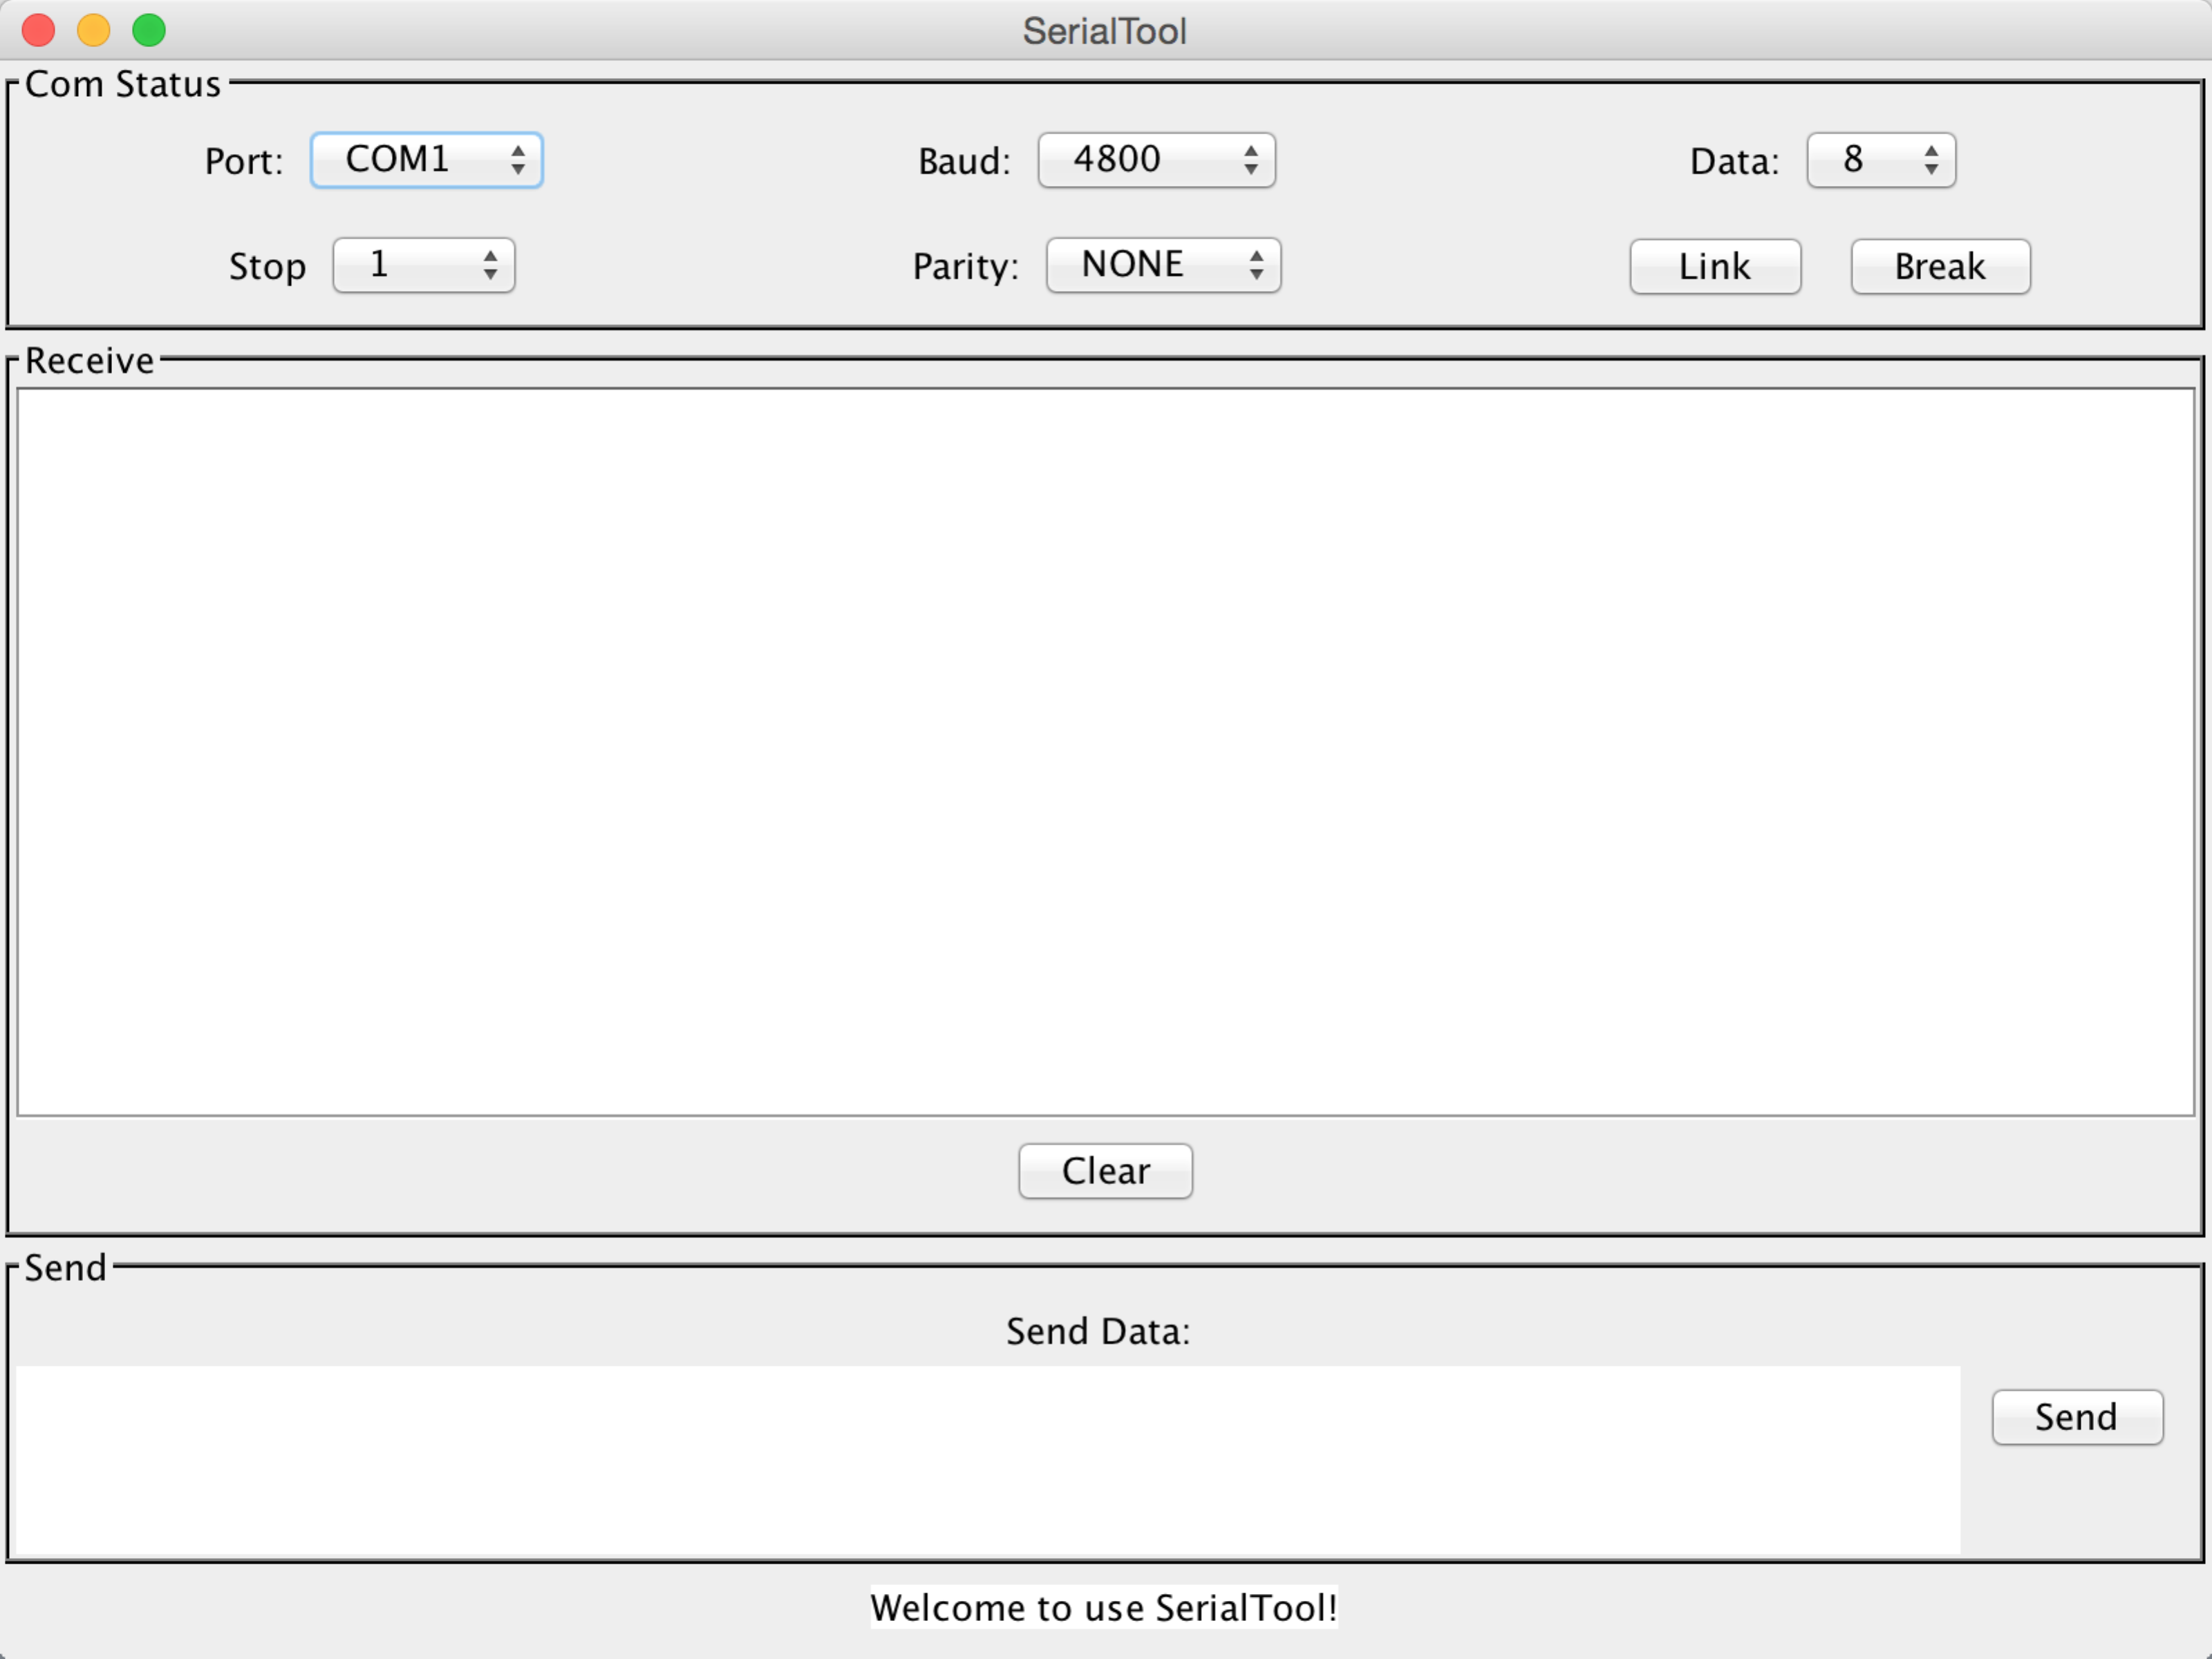 SerialTool
Com Status
Port: COM1 Baud: 4800 Data: 8
Stop 1 Parity: NONE Link Break
Receive
Clear
Send
Send Data:
Send
Welcome to use SerialTool!